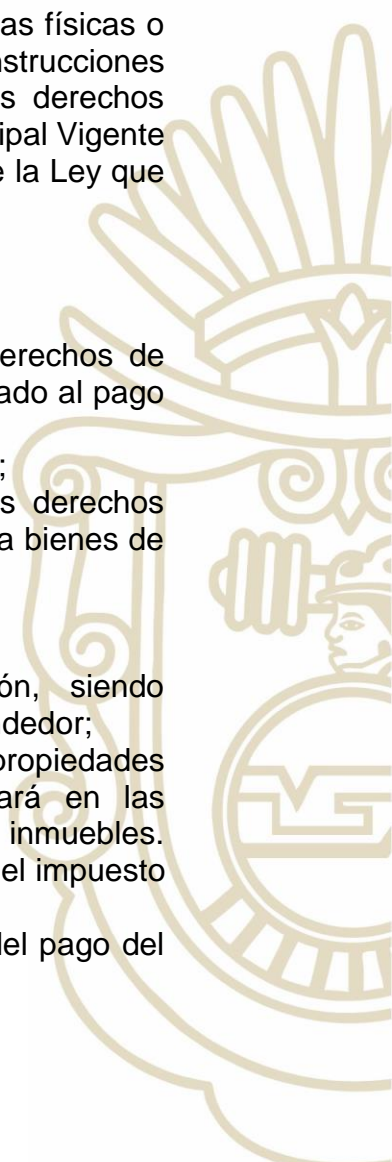 as físicas o
nstrucciones
s derechos
ipal Vigente
e la Ley que
erechos de
ado al pago
;
s derechos
a bienes de
ón, siendo
ndedor;
propiedades
ará en las
inmuebles.
el impuesto
del pago del